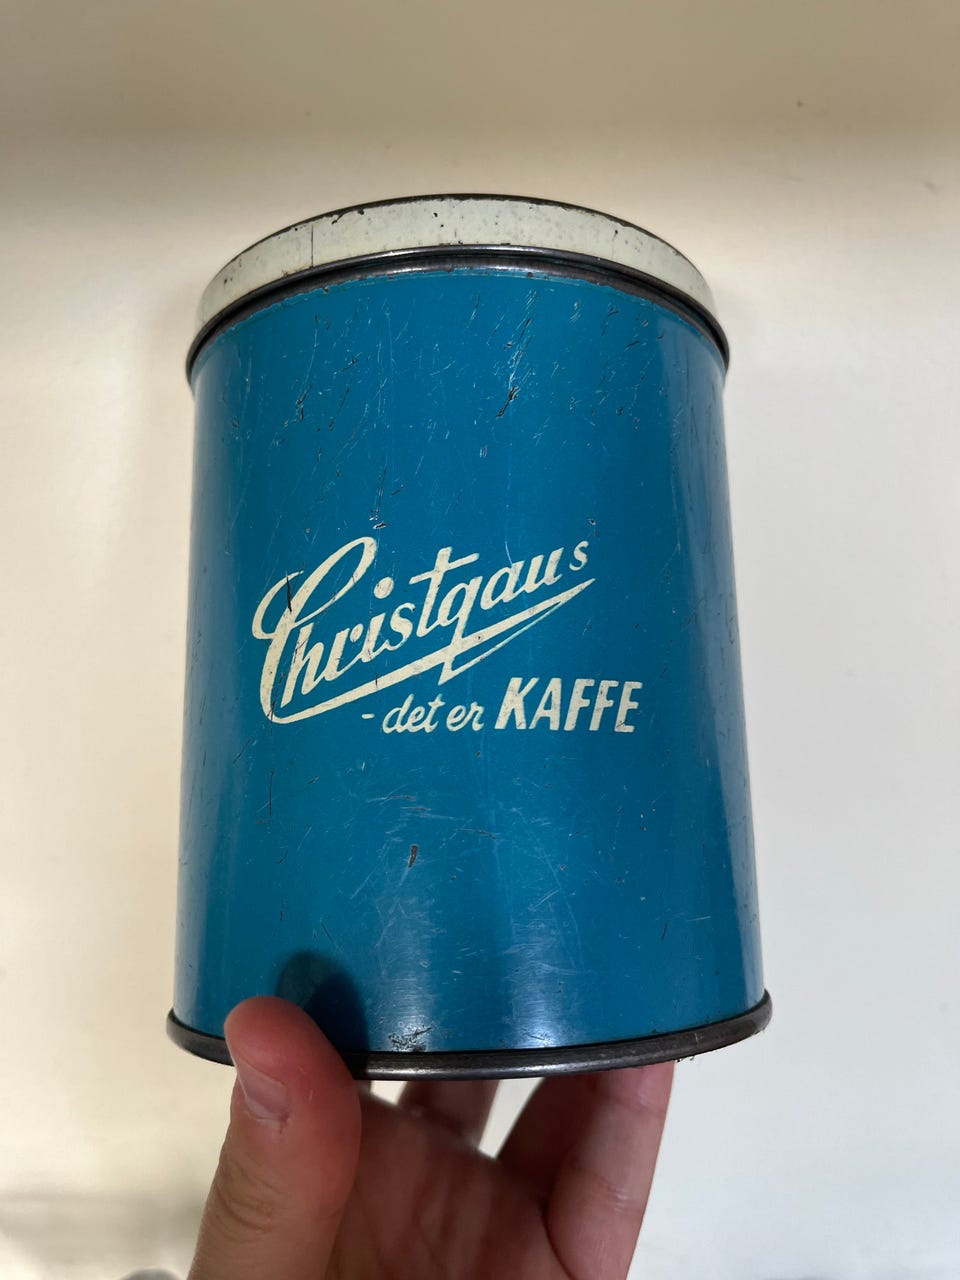 Christgaus
- det er KAFFE